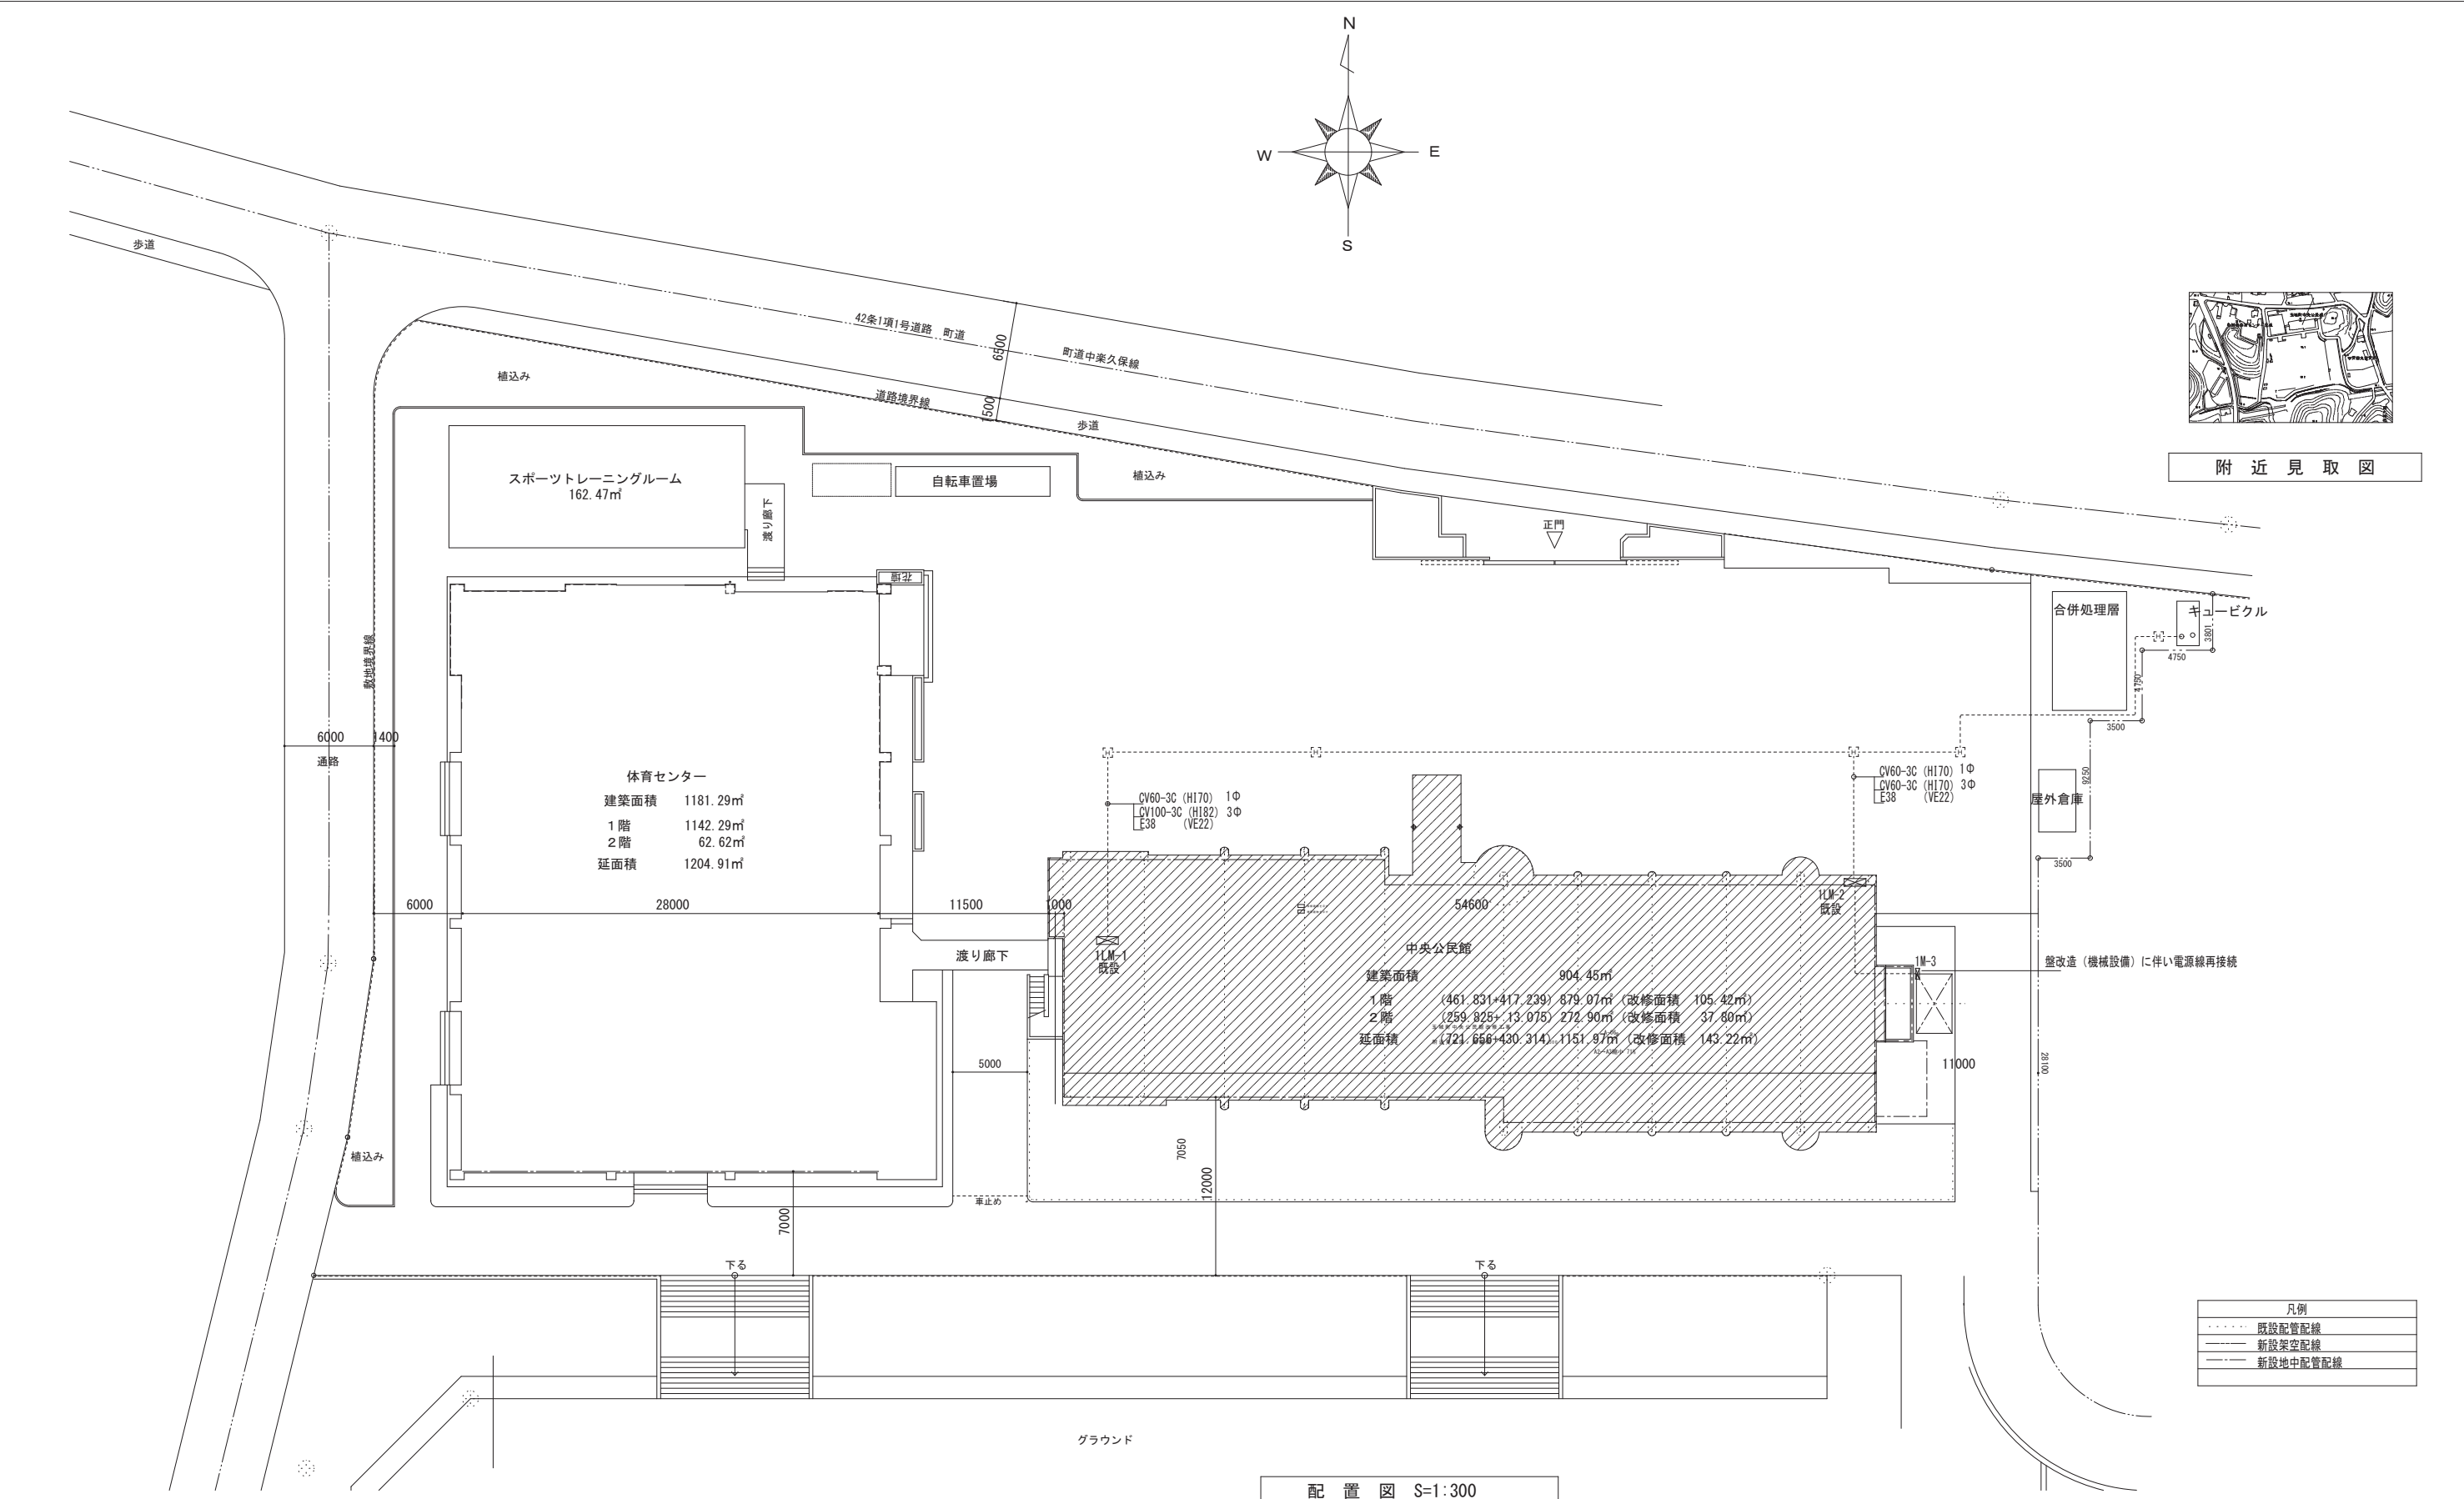 N
W
E
S
歩道
42条1項1号道路 町道
6500
町道中楽久保線
植込み
道路境界線
1500
歩道
植込み
附 近 見 取 図
スポーツトレーニングルーム
162.47㎡
渡り廊下
自転車置場
正門
花壇
合併処理層
キュービクル
H
3801
4750
4750
3500
敷地境界線
6000
1400
通路
H
H
H
H
体育センター
建築面積 1181.29㎡
1階 1142.29㎡
2階 62.62㎡
延面積 1204.91㎡
CV60-3C (HI70) 1Φ
CV100-3C (HI82) 3Φ
E38 (VE22)
CV60-3C (HI70) 1Φ
CV60-3C (HI70) 3Φ
E38 (VE22)
9250
屋外倉庫
3500
6000
28000
11500
1000
54600
1LM-2
既設
渡り廊下
1LM-1
既設
中央公民館
建築面積 904.45㎡
1階 (461.831+417.239) 879.07㎡ (改修面積 105.42㎡)
2階 (259.825+ 13.075) 272.90㎡ (改修面積 37.80㎡)
延面積 (721.656+430.314) 1151.97㎡ (改修面積 143.22㎡)
1M-3
盤改造（機械設備）に伴い電源線再接続
5000
11000
28100
植込み
7050
12000
車止め
7000
下る
下る
凡例
既設配管配線
新設架空配線
新設地中配管配線
グラウンド
配 置 図 S=1:300